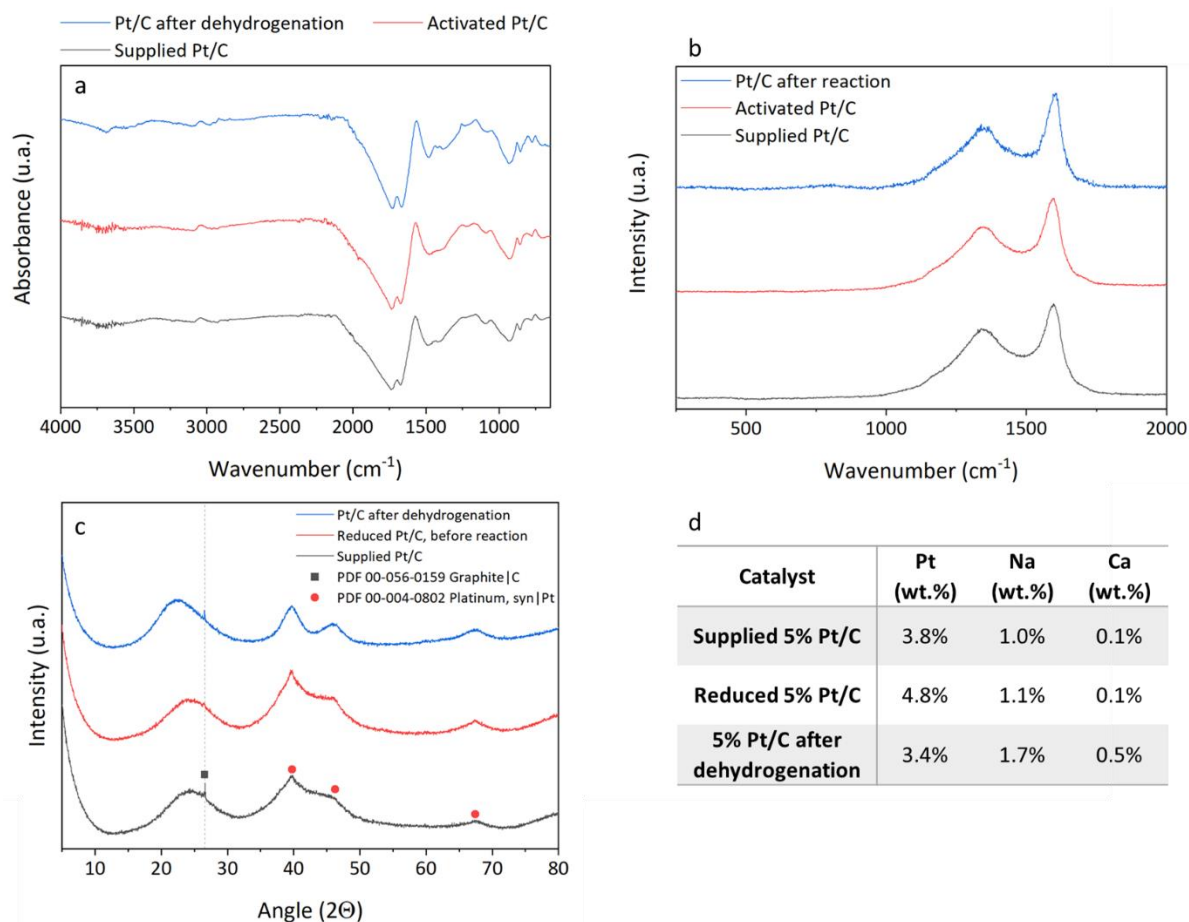 Pt/C after dehydrogenation
Activated Pt/C
Supplied Pt/C
a
Absorbance (u.a.)
4000 3500 3000 2500 2000 1500 1000
Wavenumber (cm⁻¹)
b
Pt/C after reaction
Activated Pt/C
Supplied Pt/C
Intensity (u.a.)
500 1000 1500 2000
Wavenumber (cm⁻¹)
c
Pt/C after dehydrogenation
Reduced Pt/C, before reaction
Supplied Pt/C
PDF 00-056-0159 Graphite|C
PDF 00-004-0802 Platinum, syn|Pt
Intensity (u.a.)
10 20 30 40 50 60 70 80
Angle (2Θ)
d
Catalyst Pt (wt.%) Na (wt.%) Ca (wt.%)
Supplied 5% Pt/C 3.8% 1.0% 0.1%
Reduced 5% Pt/C 4.8% 1.1% 0.1%
5% Pt/C after dehydrogenation 3.4% 1.7% 0.5%